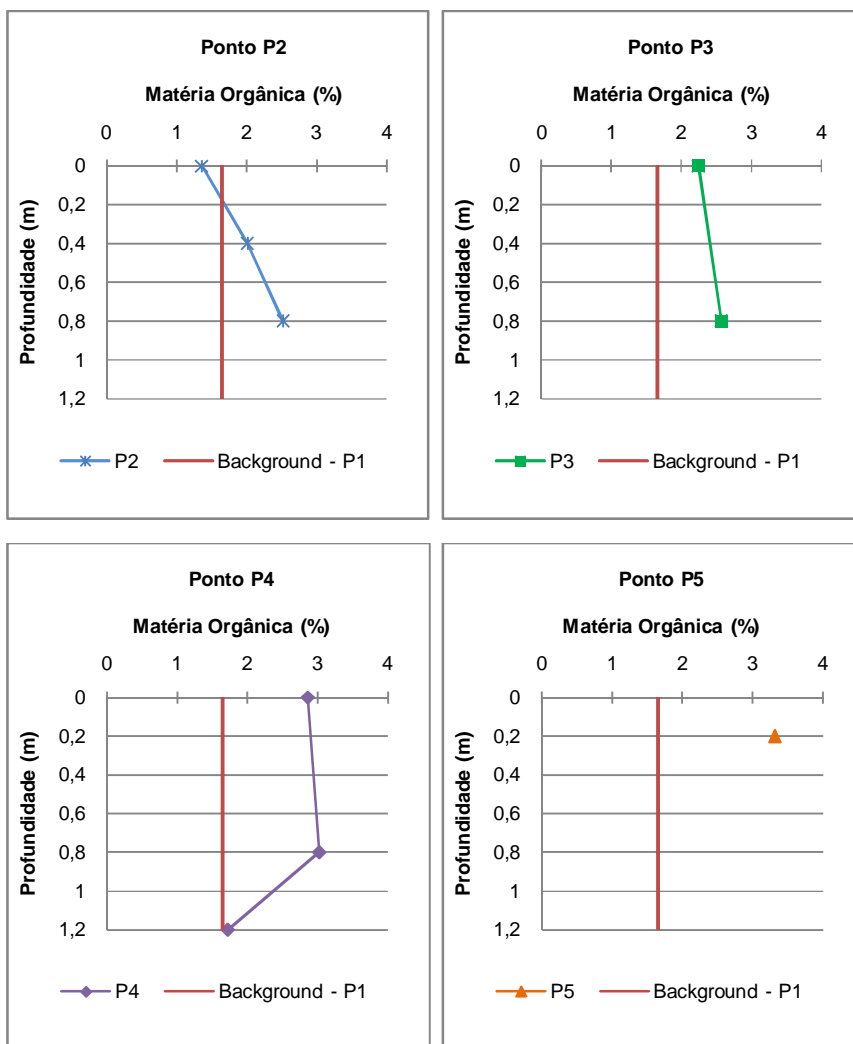 Ponto P2
Matéria Orgânica (%)
0 1 2 3 4
0
0,2
0,4
0,6
0,8
1
1,2
Profundidade (m)
P2 Background - P1
Ponto P3
Matéria Orgânica (%)
0 1 2 3 4
0
0,2
0,4
0,6
0,8
1
1,2
Profundidade (m)
P3 Background - P1
Ponto P4
Matéria Orgânica (%)
0 1 2 3 4
0
0,2
0,4
0,6
0,8
1
1,2
Profundidade (m)
P4 Background - P1
Ponto P5
Matéria Orgânica (%)
0 1 2 3 4
0
0,2
0,4
0,6
0,8
1
1,2
Profundidade (m)
P5 Background - P1